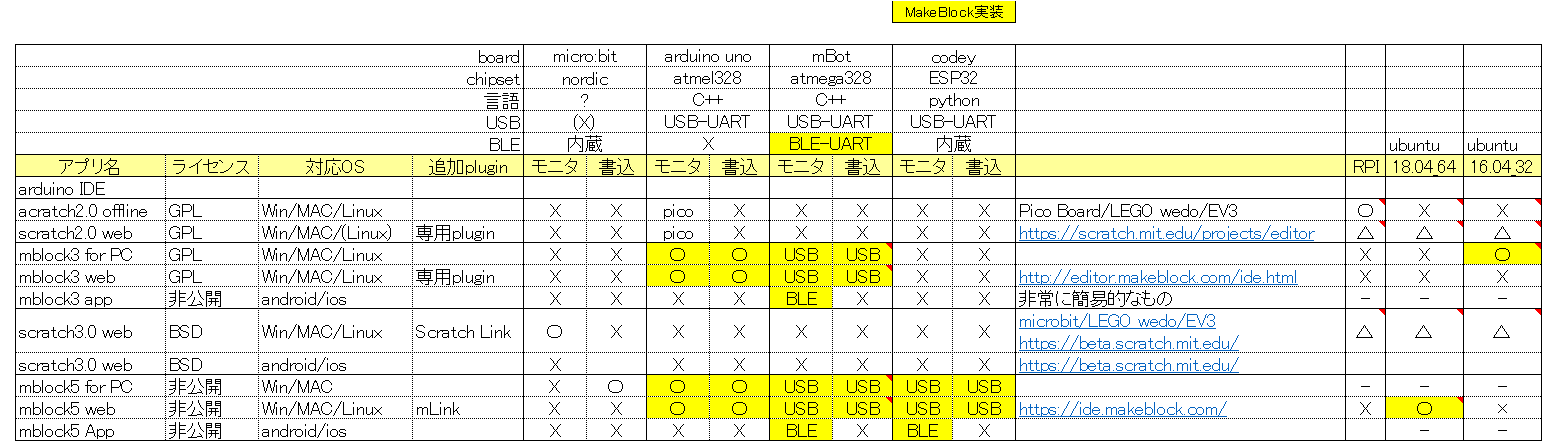 MakeBlock実装
board micro:bit arduino uno mBot codey
chipset nordic atmel328 atmega328 ESP32
言語 ? C++ C++ python
USB (X) USB-UART USB-UART USB-UART
BLE 内蔵 X BLE-UART 内蔵 ubuntu ubuntu
アプリ名 ライセンス 対応OS 追加plugin モニタ 書込 モニタ 書込 モニタ 書込 モニタ 書込 RPI 18.04_64 16.04_32
arduino IDE
acratch2.0 offline GPL Win/MAC/Linux X X pico X X X X X Pico Board/LEGO wedo/EV3 〇 X X
scratch2.0 web GPL Win/MAC/(Linux) 専用plugin X X pico X X X X X https://scratch.mit.edu/projects/editor △ △ △
mblock3 for PC GPL Win/MAC/Linux X X 〇 〇 USB USB X X X X 〇
mblock3 web GPL Win/MAC/Linux 専用plugin X X 〇 〇 USB USB X X http://editor.makeblock.com/ide.html X X X
mblock3 app 非公開 android/ios X X X X BLE X X X 非常に簡易的なもの - - -
scratch3.0 web BSD Win/MAC/Linux Scratch Link 〇 X X X X X X X microbit/LEGO wedo/EV3 △ △ △
https://beta.scratch.mit.edu/
scratch3.0 web BSD android/ios X X X X X X X X https://beta.scratch.mit.edu/
mblock5 for PC 非公開 Win/MAC X 〇 〇 〇 USB USB USB USB - - -
mblock5 web 非公開 Win/MAC/Linux mLink X X 〇 〇 USB USB USB USB https://ide.makeblock.com/ X 〇 ×
mblock5 App 非公開 android/ios X X X X BLE X BLE X - - -